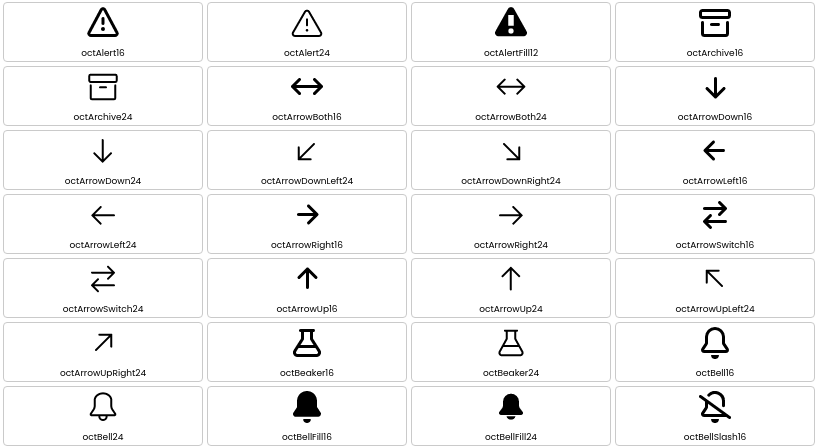 octAlert16
octAlert24
octAlertFill12
octArchive16
octArchive24
octArrowBoth16
octArrowBoth24
octArrowDown16
octArrowDown24
octArrowDownLeft24
octArrowDownRight24
octArrowLeft16
octArrowLeft24
octArrowRight16
octArrowRight24
octArrowSwitch16
octArrowSwitch24
octArrowUp16
octArrowUp24
octArrowUpLeft24
octArrowUpRight24
octBeaker16
octBeaker24
octBell16
octBell24
octBellFill16
octBellFill24
octBellSlash16